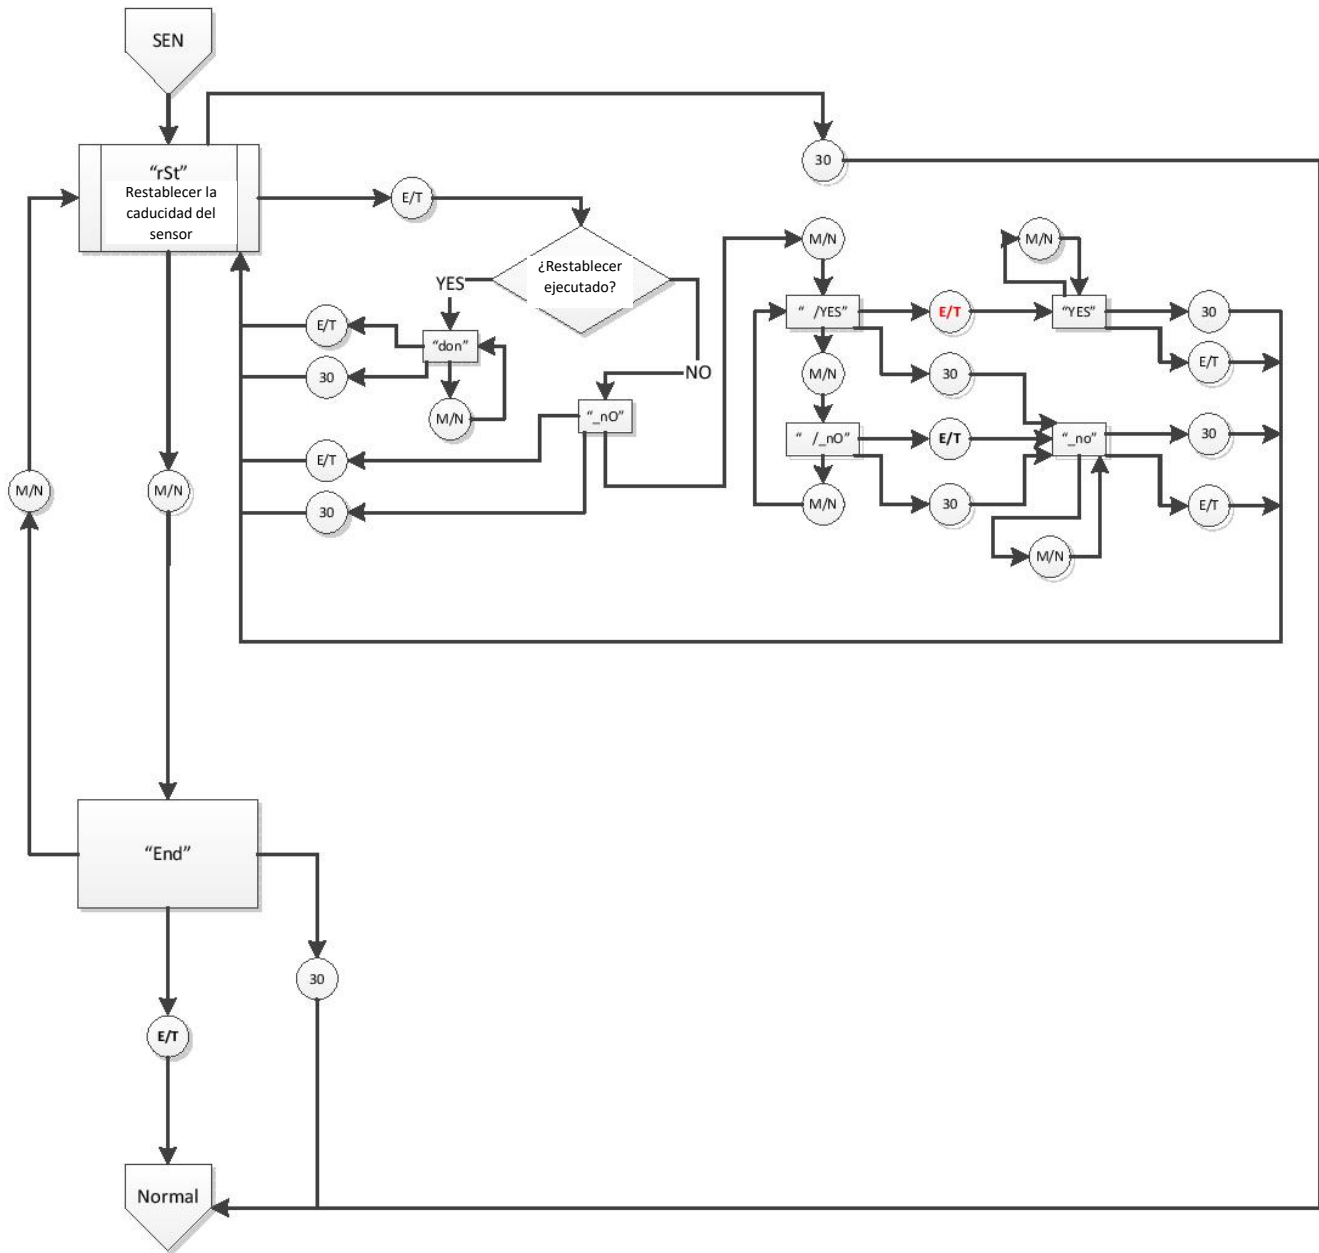 SEN
30
“rSt”
Restablecer la
caducidad del
sensor
E/T
M/N
M/N
¿Restablecer
ejecutado?
YES
E/T
“don”
“ /YES”
E/T
“YES”
30
E/T
30
M/N
30
NO
M/N
“_nO”
30
“ /_nO”
E/T
“_no”
E/T
M/N
M/N
30
M/N
30
E/T
M/N
“End”
30
E/T
Normal